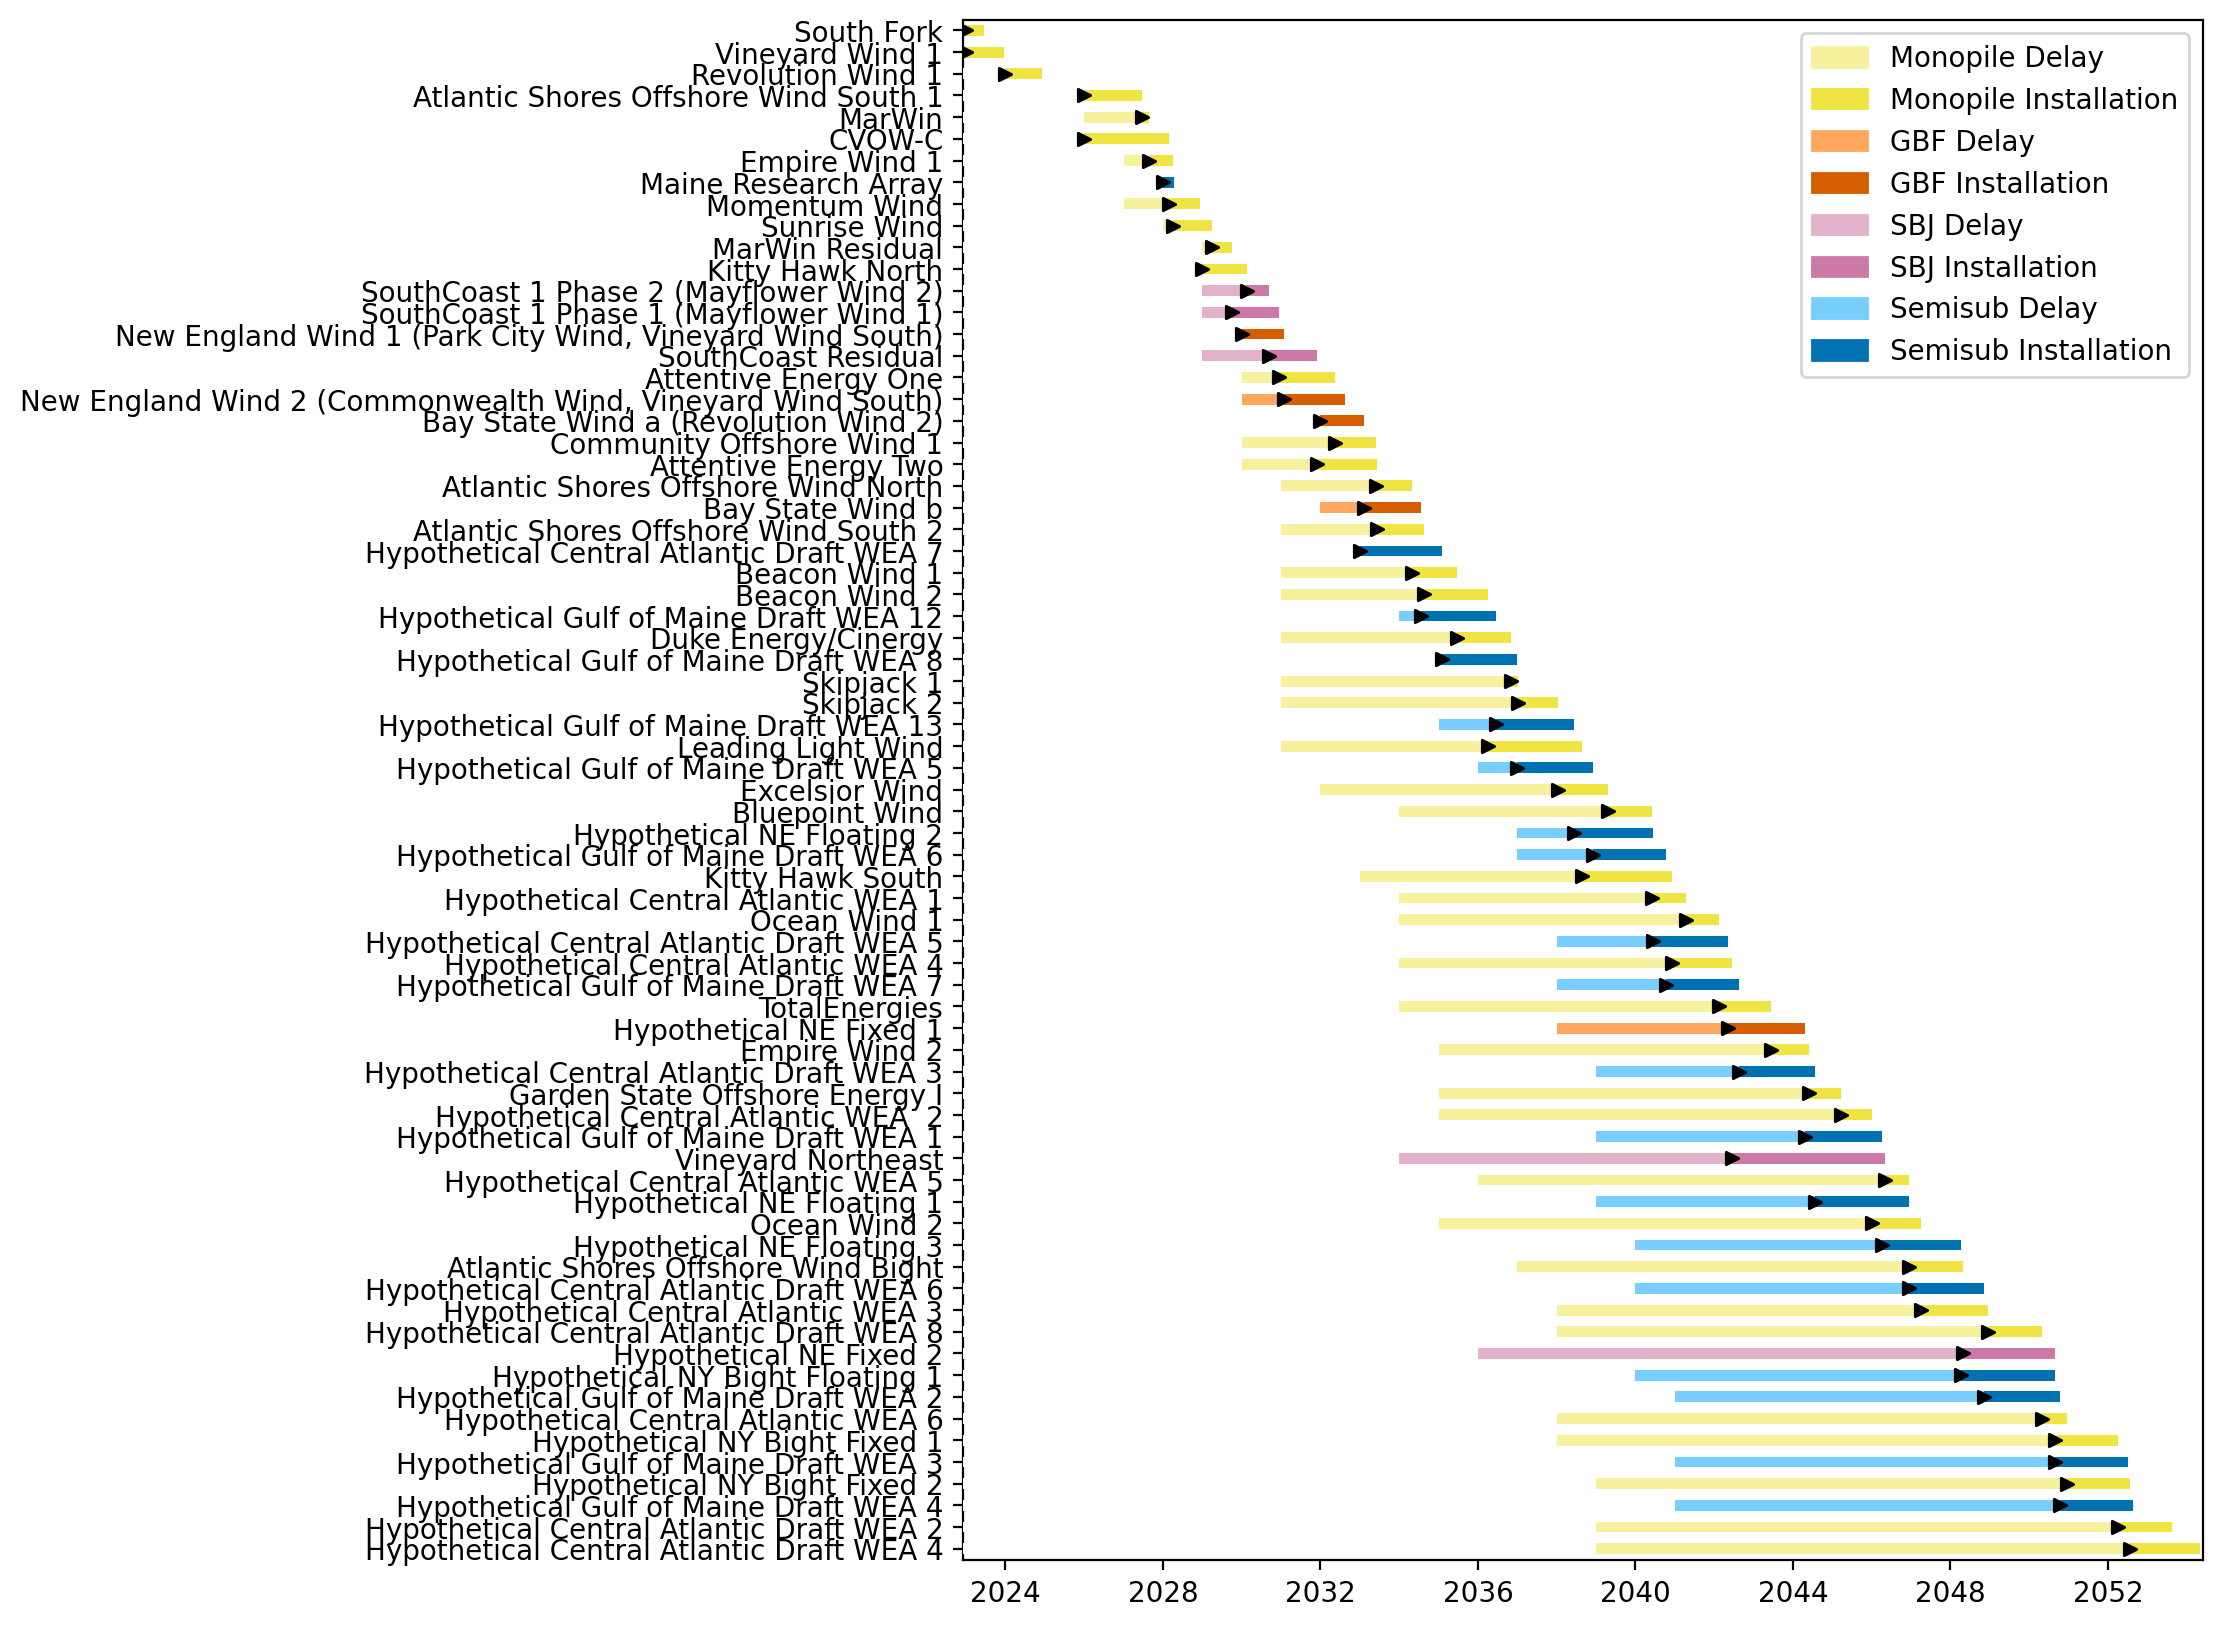 South Fork
Vineyard Wind 1
Revolution Wind 1
Atlantic Shores Offshore Wind South 1
MarWin
CVOW-C
Empire Wind 1
Maine Research Array
Momentum Wind
Sunrise Wind
MarWin Residual
Kitty Hawk North
SouthCoast 1 Phase 2 (Mayflower Wind 2)
SouthCoast 1 Phase 1 (Mayflower Wind 1)
New England Wind 1 (Park City Wind, Vineyard Wind South)
SouthCoast Residual
Attentive Energy One
New England Wind 2 (Commonwealth Wind, Vineyard Wind South)
Bay State Wind a (Revolution Wind 2)
Community Offshore Wind 1
Attentive Energy Two
Atlantic Shores Offshore Wind North
Bay State Wind b
Atlantic Shores Offshore Wind South 2
Hypothetical Central Atlantic Draft WEA 7
Beacon Wind 1
Beacon Wind 2
Hypothetical Gulf of Maine Draft WEA 12
Duke Energy/Cinergy
Hypothetical Gulf of Maine Draft WEA 8
Skipjack 1
Skipjack 2
Hypothetical Gulf of Maine Draft WEA 13
Leading Light Wind
Hypothetical Gulf of Maine Draft WEA 5
Excelsior Wind
Bluepoint Wind
Hypothetical NE Floating 2
Hypothetical Gulf of Maine Draft WEA 6
Kitty Hawk South
Hypothetical Central Atlantic WEA 1
Ocean Wind 1
Hypothetical Central Atlantic Draft WEA 5
Hypothetical Central Atlantic WEA 4
Hypothetical Gulf of Maine Draft WEA 7
TotalEnergies
Hypothetical NE Fixed 1
Empire Wind 2
Hypothetical Central Atlantic Draft WEA 3
Garden State Offshore Energy I
Hypothetical Central Atlantic WEA  2
Hypothetical Gulf of Maine Draft WEA 1
Vineyard Northeast
Hypothetical Central Atlantic WEA 5
Hypothetical NE Floating 1
Ocean Wind 2
Hypothetical NE Floating 3
Atlantic Shores Offshore Wind Bight
Hypothetical Central Atlantic Draft WEA 6
Hypothetical Central Atlantic WEA 3
Hypothetical Central Atlantic Draft WEA 8
Hypothetical NE Fixed 2
Hypothetical NY Bight Floating 1
Hypothetical Gulf of Maine Draft WEA 2
Hypothetical Central Atlantic WEA 6
Hypothetical NY Bight Fixed 1
Hypothetical Gulf of Maine Draft WEA 3
Hypothetical NY Bight Fixed 2
Hypothetical Gulf of Maine Draft WEA 4
Hypothetical Central Atlantic Draft WEA 2
Hypothetical Central Atlantic Draft WEA 4
Monopile Delay
Monopile Installation
GBF Delay
GBF Installation
SBJ Delay
SBJ Installation
Semisub Delay
Semisub Installation
2024 2028 2032 2036 2040 2044 2048 2052